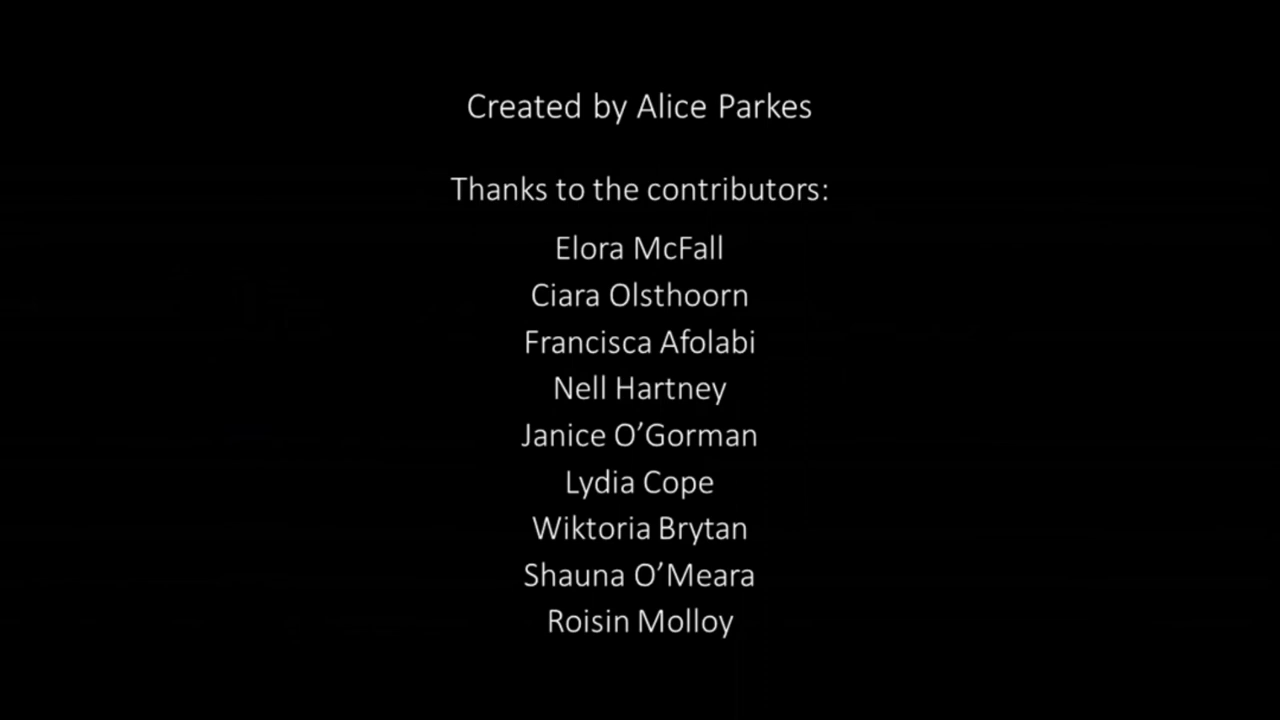 Created by Alice Parkes
Thanks to the contributors:
Elora McFall
Ciara Olsthoorn
Francisca Afolabi
Nell Hartney
Janice O’Gorman
Lydia Cope
Wiktoria Brytan
Shauna O’Meara
Roisin Molloy